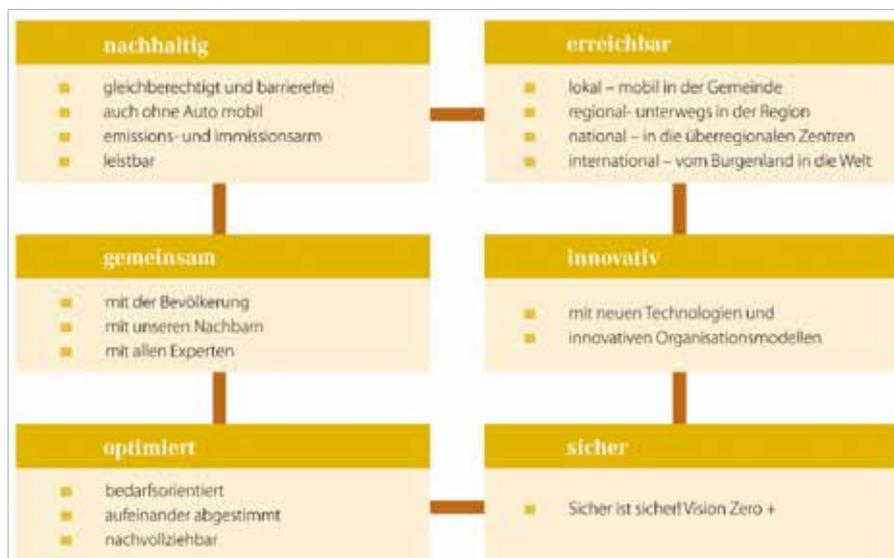 nachhaltig
gleichberechtigt und barrierefrei
auch ohne Auto mobil
emissions- und immissionsarm
leistbar
erreichbar
lokal – mobil in der Gemeinde
regional- unterwegs in der Region
national – in die überregionalen Zentren
international – vom Burgenland in die Welt
gemeinsam
mit der Bevölkerung
mit unseren Nachbarn
mit allen Experten
innovativ
mit neuen Technologien und
innovativen Organisationsmodellen
optimiert
bedarfsorientiert
aufeinander abgestimmt
nachvollziehbar
sicher
Sicher ist sicher! Vision Zero +